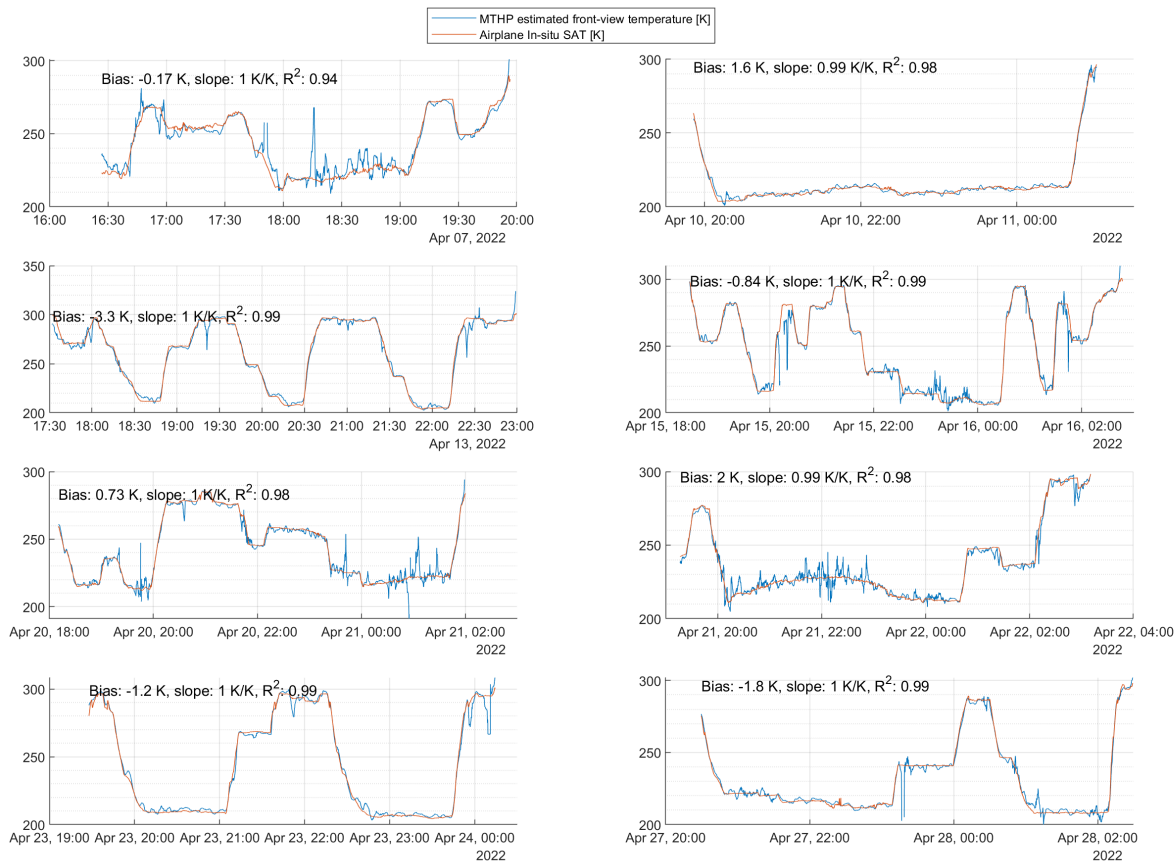 MTHP estimated front-view temperature [K]
Airplane In-situ SAT [K]
Bias: -0.17 K, slope: 1 K/K, R²: 0.94
300
250
200
16:00 16:30 17:00 17:30 18:00 18:30 19:00 19:30 20:00
Apr 07, 2022
Bias: 1.6 K, slope: 0.99 K/K, R²: 0.98
300
250
200
Apr 10, 20:00 Apr 10, 22:00 Apr 11, 00:00
2022
350
Bias: -3.3 K, slope: 1 K/K, R²: 0.99
300
250
200
17:30 18:00 18:30 19:00 19:30 20:00 20:30 21:00 21:30 22:00 22:30 23:00
Apr 13, 2022
Bias: -0.84 K, slope: 1 K/K, R²: 0.99
300
250
200
Apr 15, 18:00 Apr 15, 20:00 Apr 15, 22:00 Apr 16, 00:00 Apr 16, 02:00
2022
300
Bias: 0.73 K, slope: 1 K/K, R²: 0.98
250
200
Apr 20, 18:00 Apr 20, 20:00 Apr 20, 22:00 Apr 21, 00:00 Apr 21, 02:00
2022
300
Bias: 2 K, slope: 0.99 K/K, R²: 0.98
250
200
Apr 21, 20:00 Apr 21, 22:00 Apr 22, 00:00 Apr 22, 02:00 Apr 22, 04:00
2022
300
Bias: -1.2 K, slope: 1 K/K, R²: 0.99
250
200
Apr 23, 19:00 Apr 23, 20:00 Apr 23, 21:00 Apr 23, 22:00 Apr 23, 23:00 Apr 24, 00:00
2022
300
Bias: -1.8 K, slope: 1 K/K, R²: 0.99
250
200
Apr 27, 20:00 Apr 27, 22:00 Apr 28, 00:00 Apr 28, 02:00
2022